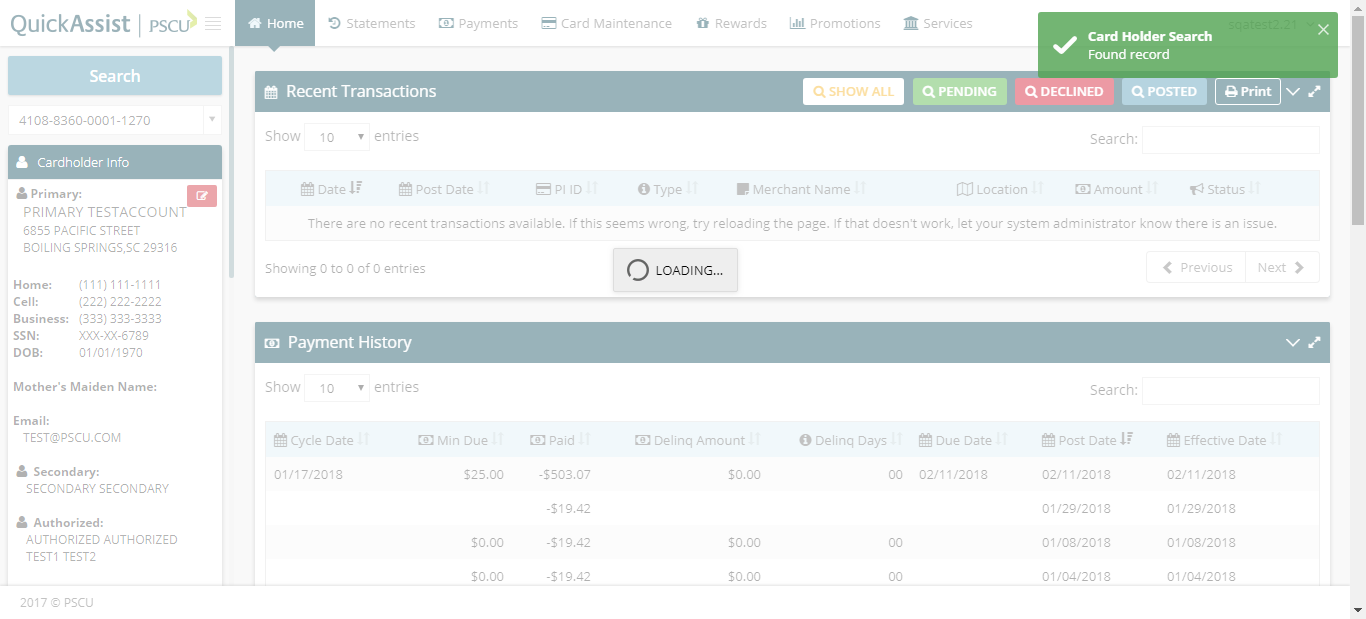 QuickAssist | PSCU
Home Statements Payments Card Maintenance Rewards Promotions Services sqatest2.21
Card Holder Search
Found record
Search
4108-8360-0001-1270
Cardholder Info
Primary:
PRIMARY TESTACCOUNT
6855 PACIFIC STREET
BOILING SPRINGS,SC 29316
Home: (111) 111-1111
Cell: (222) 222-2222
Business: (333) 333-3333
SSN: XXX-XX-6789
DOB: 01/01/1970
Mother's Maiden Name:
Email:
TEST@PSCU.COM
Secondary:
SECONDARY SECONDARY
Authorized:
AUTHORIZED AUTHORIZED
TEST1 TEST2
Recent Transactions SHOW ALL PENDING DECLINED POSTED Print
Show 10 entries Search:
Date Post Date PI ID Type Merchant Name Location Amount Status
There are no recent transactions available. If this seems wrong, try reloading the page. If that doesn't work, let your system administrator know there is an issue.
Showing 0 to 0 of 0 entries Previous Next
LOADING...
Payment History
Show 10 entries Search:
Cycle Date Min Due Paid Delinq Amount Delinq Days Due Date Post Date Effective Date
01/17/2018 $25.00 -$503.07 $0.00 00 02/11/2018 02/11/2018 02/11/2018
-$19.42 01/29/2018 01/29/2018
$0.00 -$19.42 $0.00 00 01/08/2018 01/08/2018
$0.00 -$19.42 $0.00 00 01/04/2018 01/04/2018
2017 © PSCU